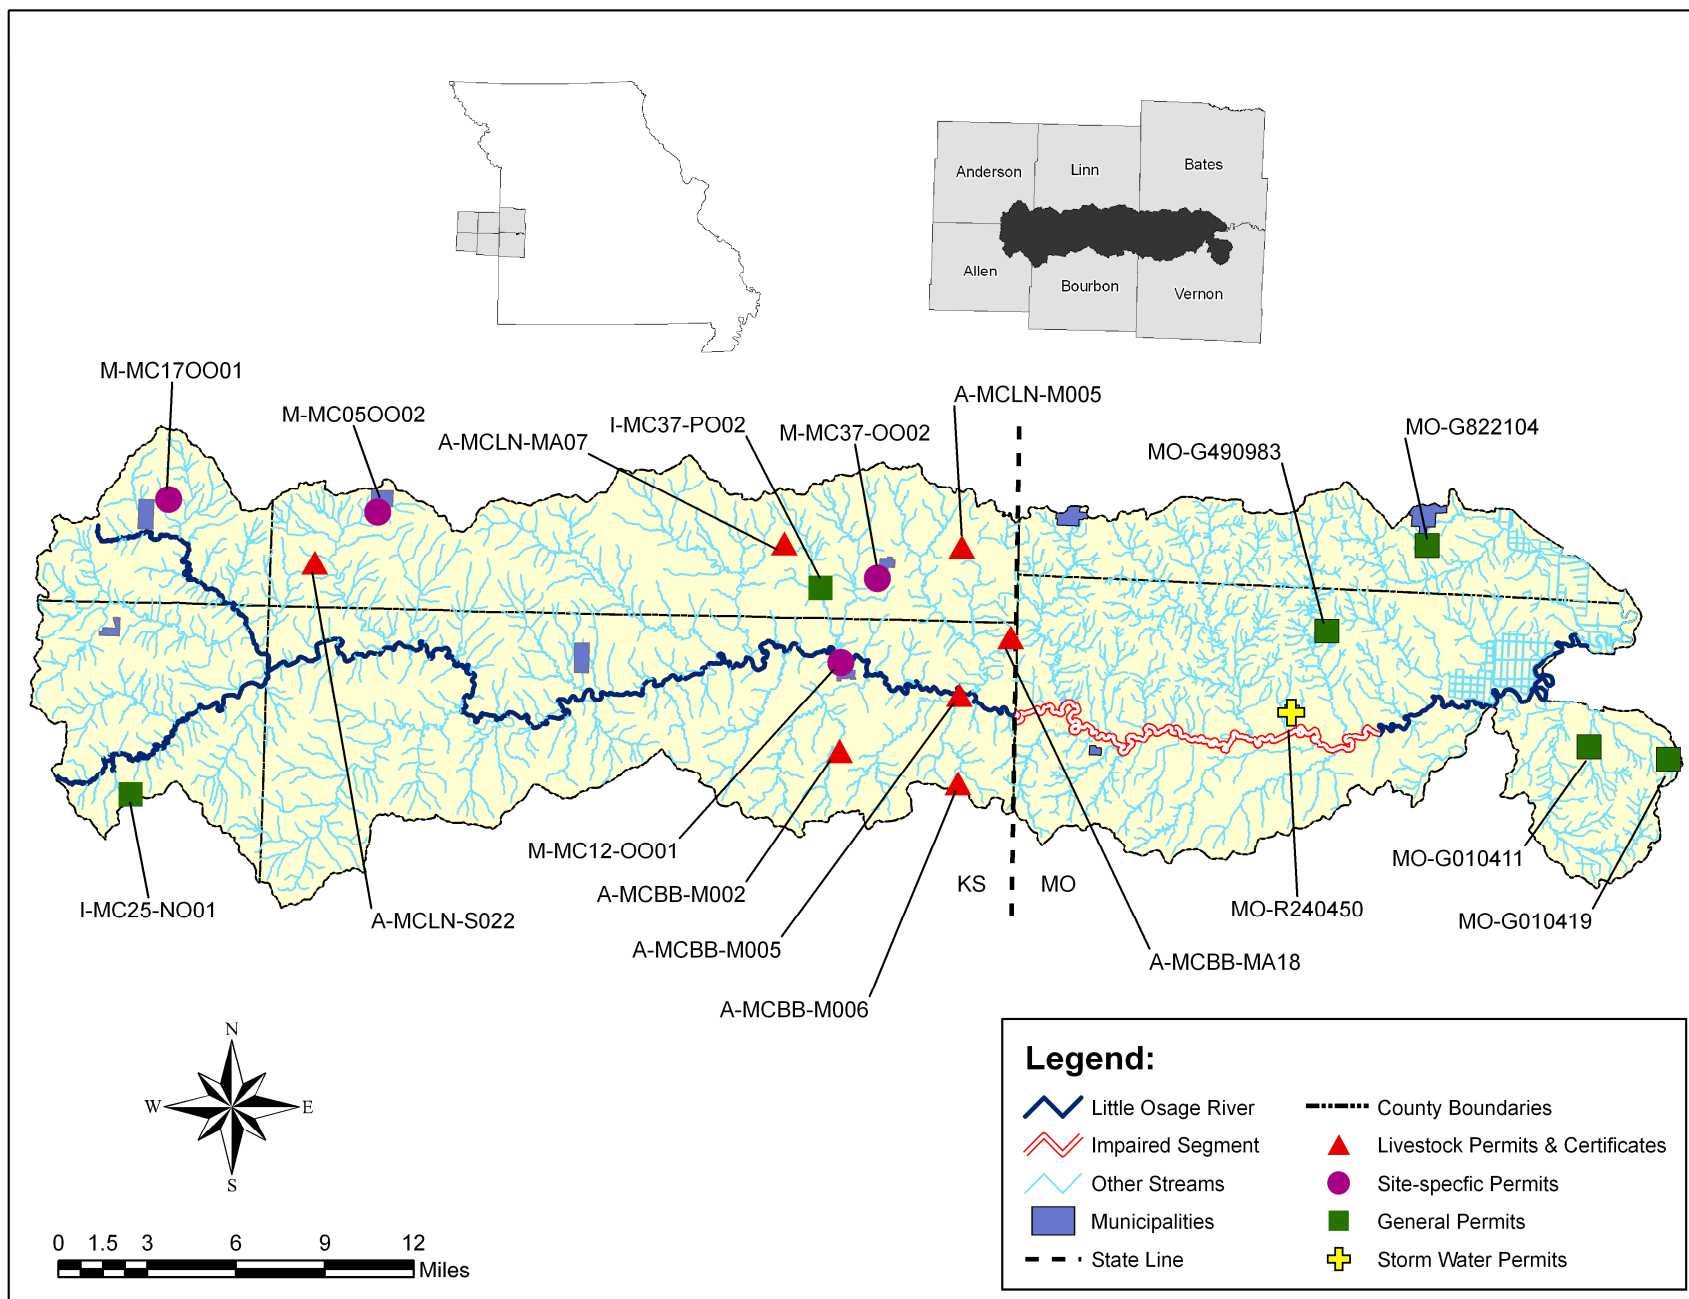 Anderson
Linn
Bates
Allen
Bourbon
Vernon
M-MC17OO01
M-MC05OO02
A-MCLN-MA07
I-MC37-PO02
M-MC37-OO02
A-MCLN-M005
MO-G490983
MO-G822104
M-MC12-OO01
A-MCBB-M002
KS
MO
MO-G010411
I-MC25-NO01
A-MCLN-S022
A-MCBB-M005
MO-R240450
MO-G010419
A-MCBB-MA18
A-MCBB-M006
N
W
E
S
0 1.5 3 6 9 12
Miles
Legend:
Little Osage River
Impaired Segment
Other Streams
Municipalities
State Line
County Boundaries
Livestock Permits & Certificates
Site-specfic Permits
General Permits
Storm Water Permits